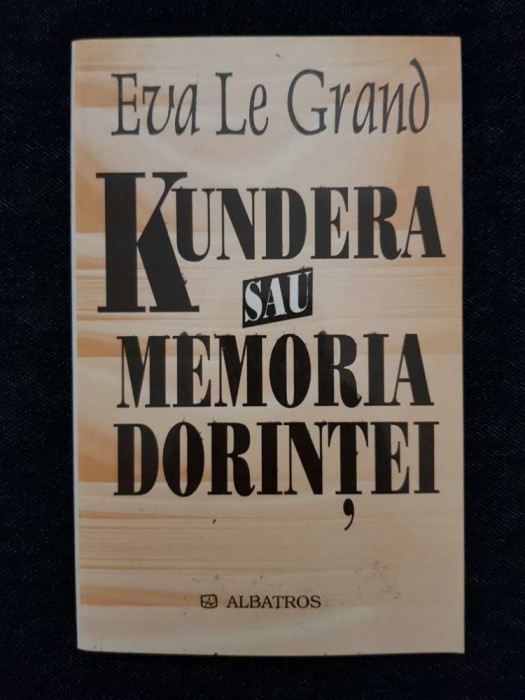 Eva Le Grand
KUNDERA
SAU
MEMORIA
DORINȚEI
ALBATROS